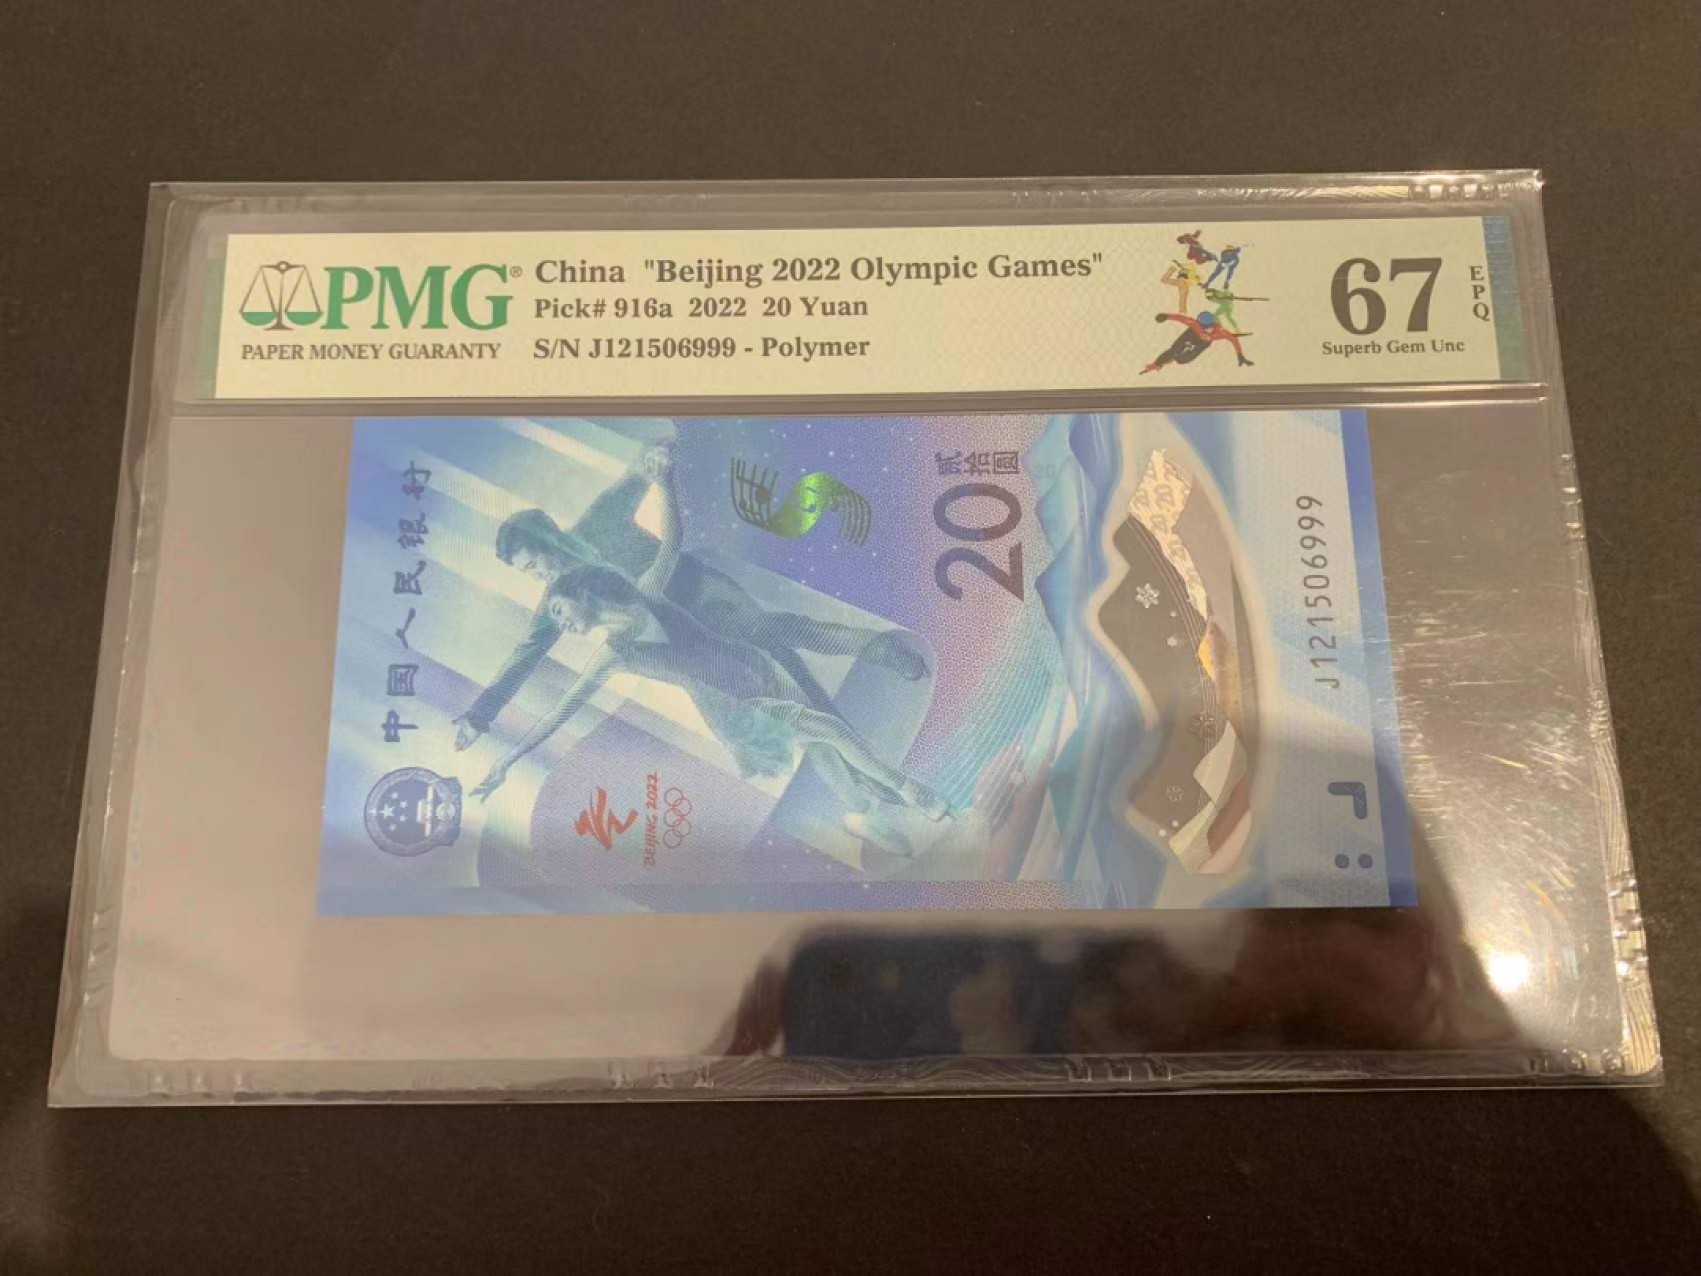 PMG®
PAPER MONEY GUARANTY
China "Beijing 2022 Olympic Games"
Pick# 916a 2022 20 Yuan
S/N J121506999 - Polymer
67
EPQ
Superb Gem Unc
中国人民银行
BEIJING 2022
贰拾圆
20
J121506999